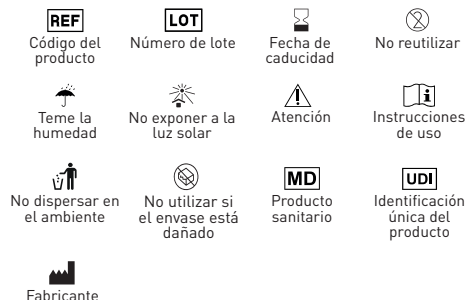 REF
LOT
Código del
producto
Número de lote
Fecha de
caducidad
No reutilizar
Teme la
humedad
No exponer a la
luz solar
Atención
Instrucciones
de uso
MD
UDI
No dispersar en
el ambiente
No utilizar si
el envase está
dañado
Producto
sanitario
Identificación
única del
producto
Fabricante